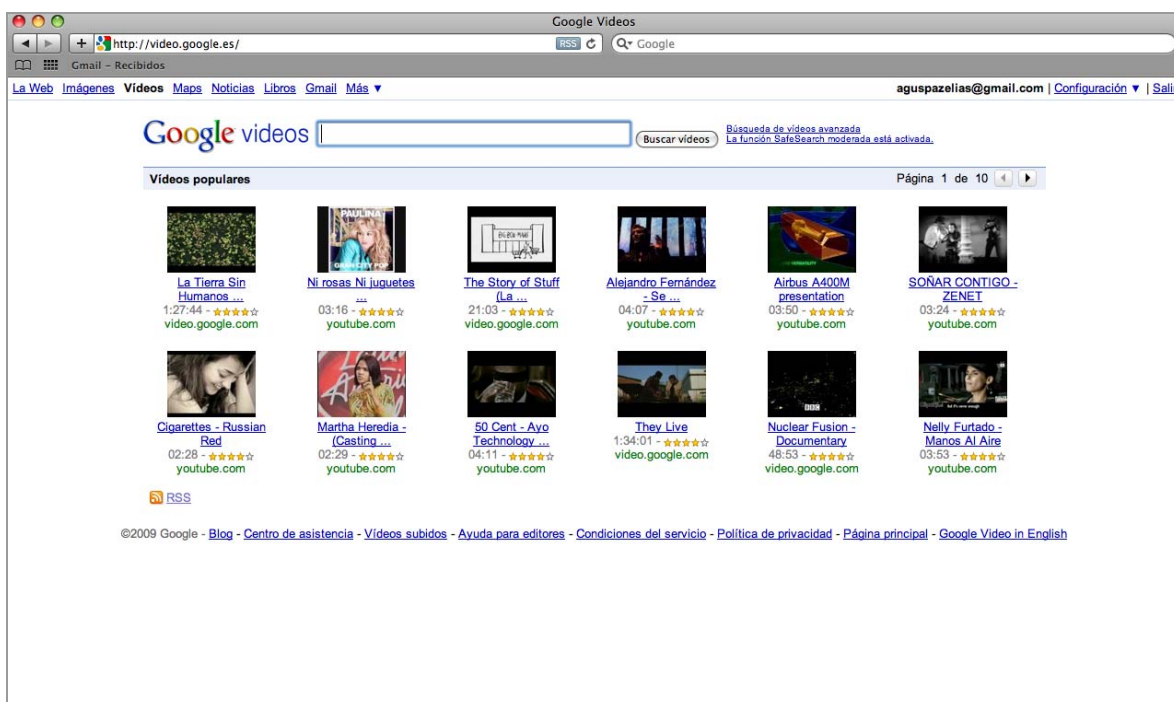 Google Videos
http://video.google.es/ RSS Google
Gmail – Recibidos
La Web Imágenes Vídeos Maps Noticias Libros Gmail Más ▼ aguspazelias@gmail.com | Configuración ▼ | Sali
Google videos Buscar vídeos Búsqueda de vídeos avanzada
La función SafeSearch moderada está activada.
Vídeos populares Página 1 de 10
PAULINA
GRAN CITY POP
BIG BOX MART
La Tierra Sin Humanos ...
1:27:44 - ★★★★☆
video.google.com
Ni rosas Ni juguetes ...
03:16 - ★★★★☆
youtube.com
The Story of Stuff (La ...
21:03 - ★★★★☆
video.google.com
Alejandro Fernández - Se ...
04:07 - ★★★★☆
youtube.com
Airbus A400M presentation
03:50 - ★★★★☆
youtube.com
SOÑAR CONTIGO - ZENET
03:24 - ★★★★☆
youtube.com
BBC
Cigarettes - Russian Red
02:28 - ★★★★☆
youtube.com
Martha Heredia - (Casting ...
02:29 - ★★★★☆
youtube.com
50 Cent - Ayo Technology ...
04:11 - ★★★★☆
youtube.com
They Live
1:34:01 - ★★★★☆
video.google.com
Nuclear Fusion - Documentary
48:53 - ★★★★☆
video.google.com
Nelly Furtado - Manos Al Aire
03:53 - ★★★★☆
youtube.com
RSS
©2009 Google - Blog - Centro de asistencia - Vídeos subidos - Ayuda para editores - Condiciones del servicio - Política de privacidad - Página principal - Google Video in English